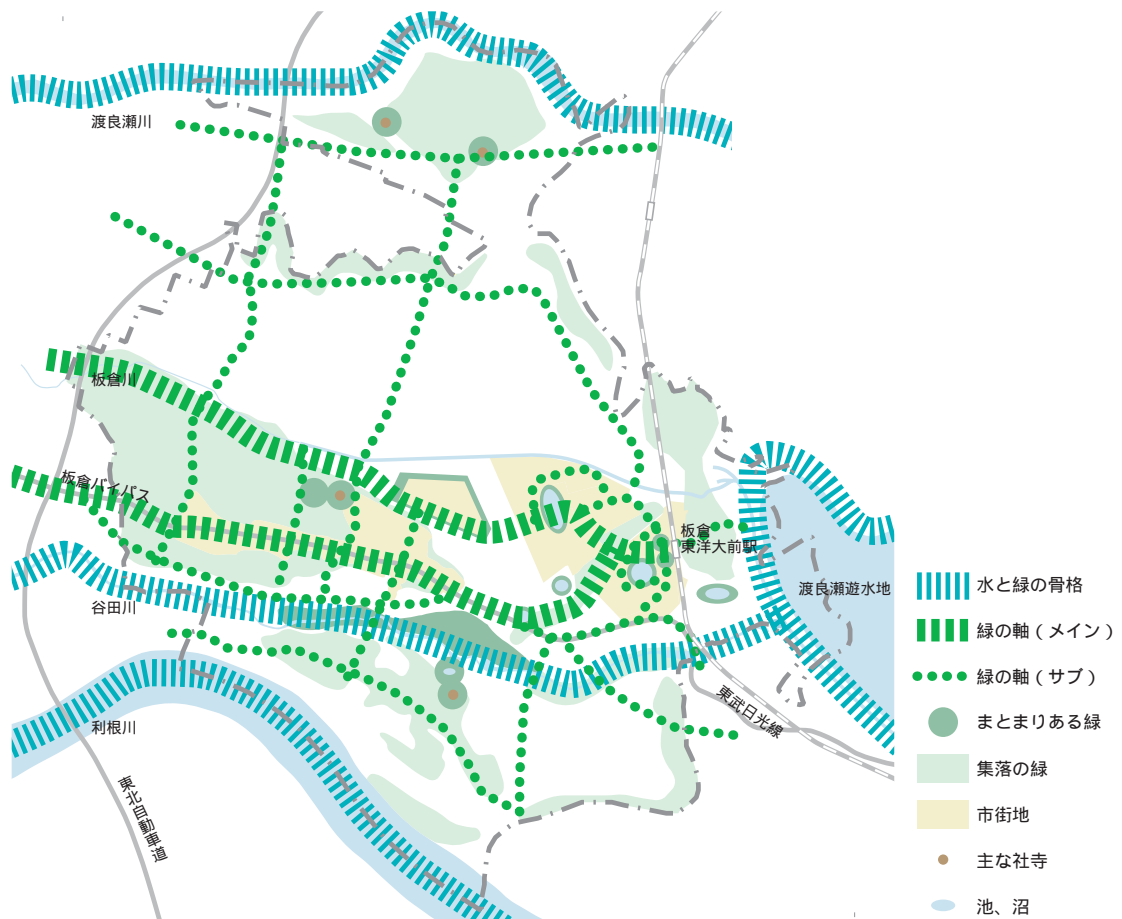 渡良瀬川
板倉川
板倉バイパス
板倉
東洋大前駅
渡良瀬遊水地
谷田川
利根川
東武日光線
東北自動車道
水と緑の骨格
緑の軸（メイン）
緑の軸（サブ）
まとまりある緑
集落の緑
市街地
主な社寺
池、沼